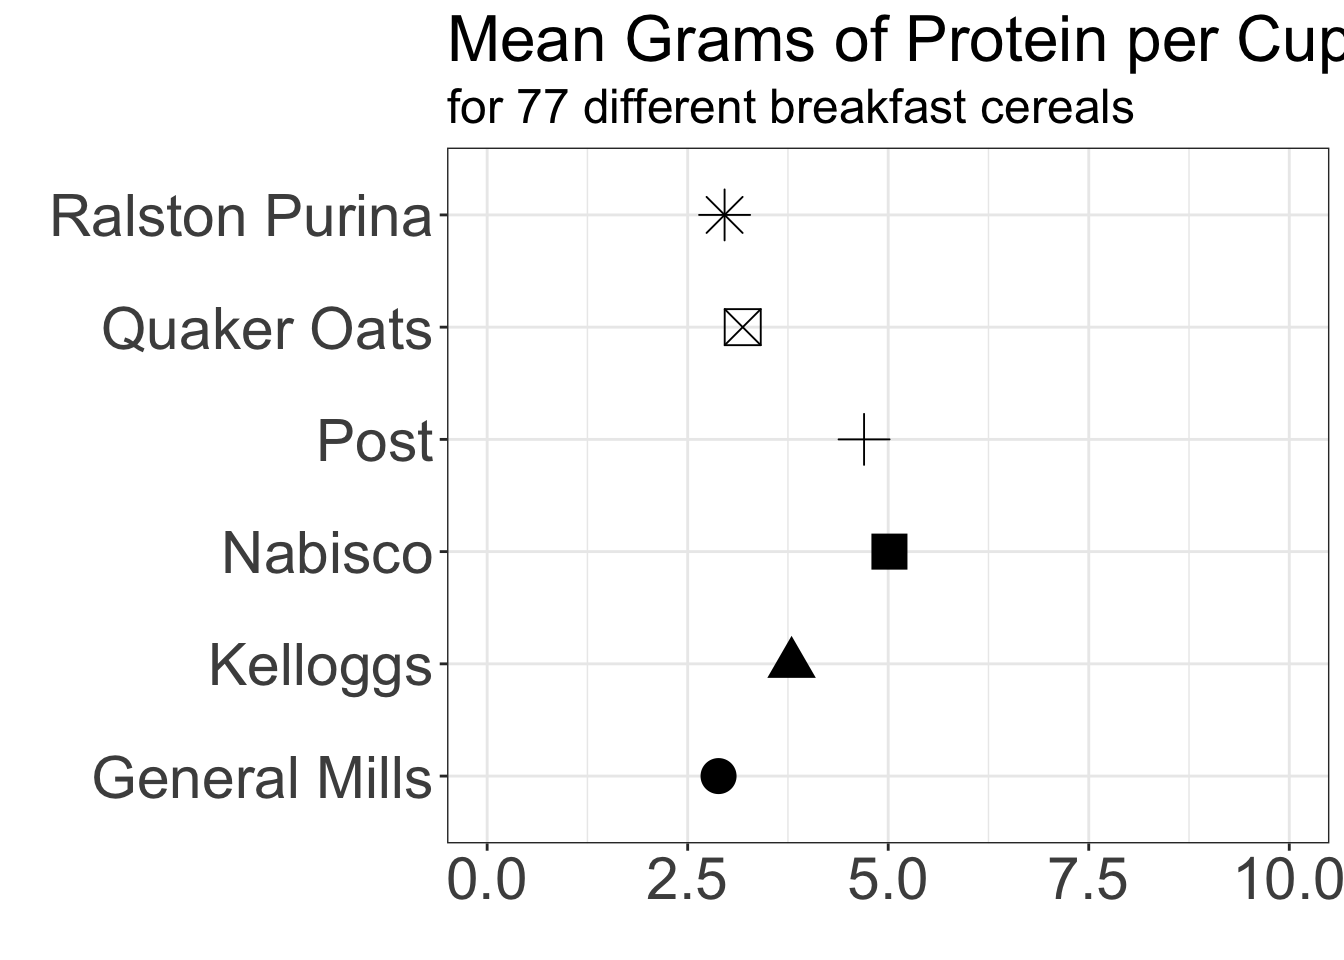 Mean Grams of Protein per Cup
for 77 different breakfast cereals
Ralston Purina
Quaker Oats
Post
Nabisco
Kelloggs
General Mills
0.0 2.5 5.0 7.5 10.0